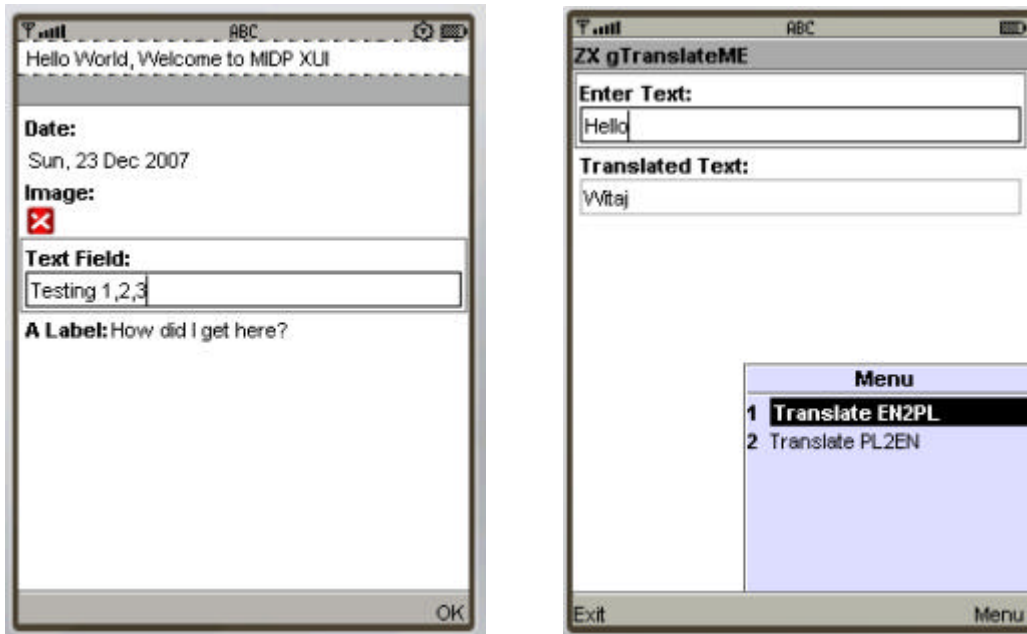 ABC
Hello World, Welcome to MIDP XUI
Date:
Sun, 23 Dec 2007
Image:
Text Field:
Testing 1,2,3
A Label: How did I get here?
OK
ABC
ZX gTranslateME
Enter Text:
Hello
Translated Text:
Witaj
Menu
1 Translate EN2PL
2 Translate PL2EN
Exit
Menu